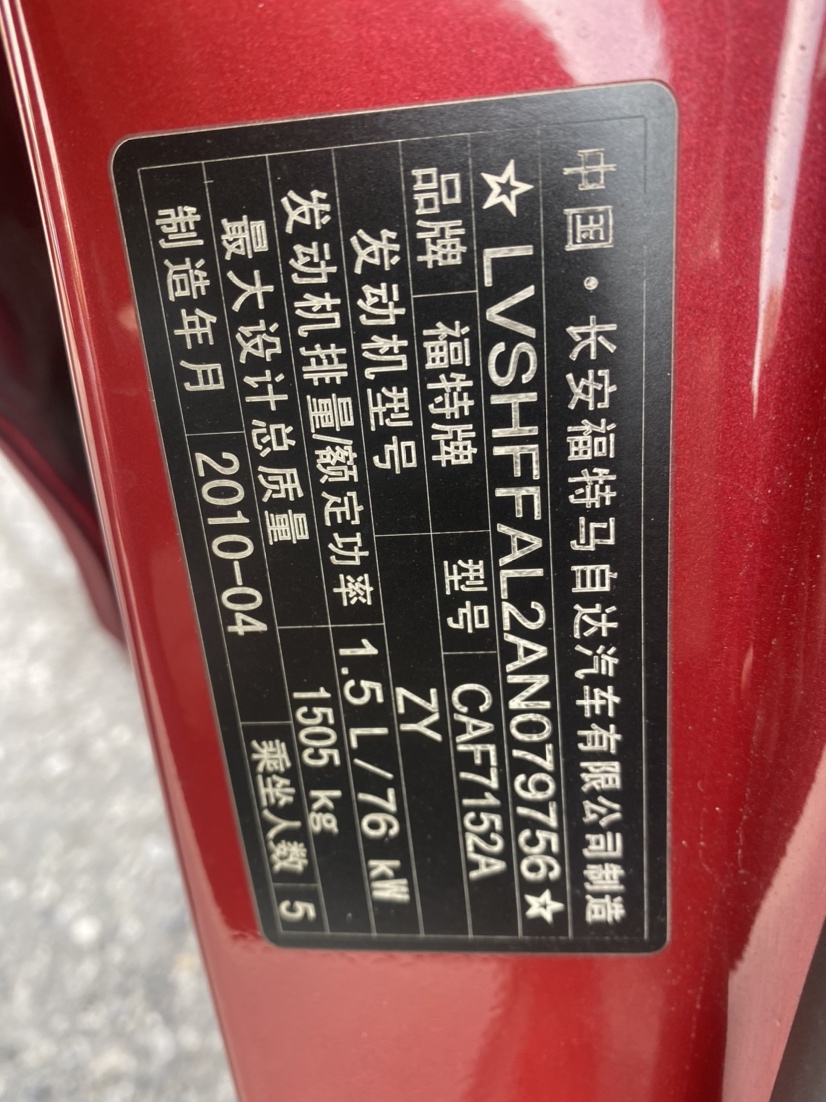 中国·长安福特马自达汽车有限公司制造
☆LVSHFFAL2AN079756☆
品牌 福特牌 型号 CAF7152A
发动机型号 ZY
发动机排量/额定功率 1.5 L/76 kW
最大设计总质量 1505 kg
制造年月 2010-04 乘坐人数 5